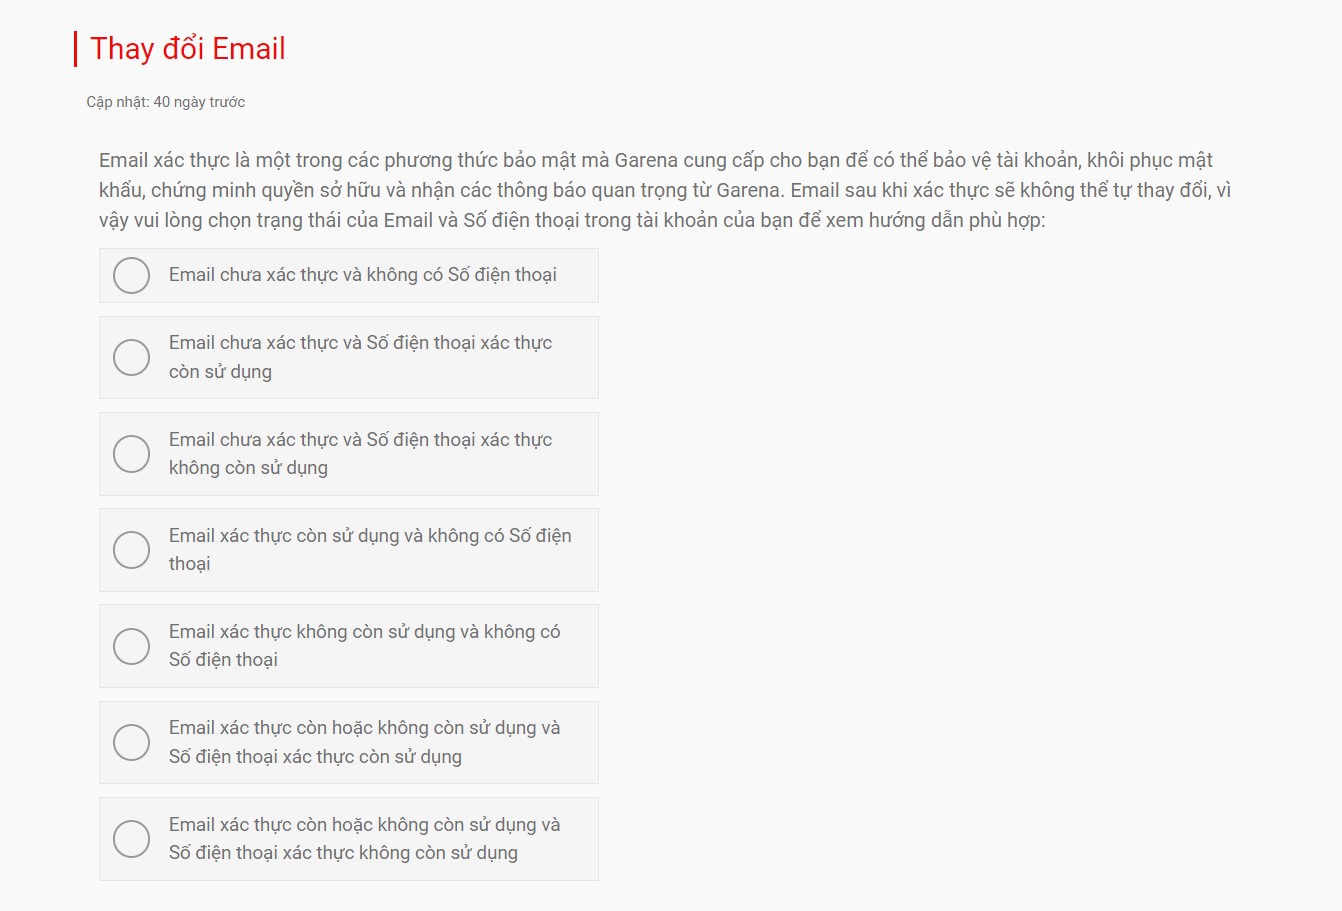 Thay đổi Email
Cập nhật: 40 ngày trước
Email xác thực là một trong các phương thức bảo mật mà Garena cung cấp cho bạn để có thể bảo vệ tài khoản, khôi phục mật
khẩu, chứng minh quyền sở hữu và nhận các thông báo quan trọng từ Garena. Email sau khi xác thực sẽ không thể tự thay đổi, vì
vậy vui lòng chọn trạng thái của Email và Số điện thoại trong tài khoản của bạn để xem hướng dẫn phù hợp:
Email chưa xác thực và không có Số điện thoại
Email chưa xác thực và Số điện thoại xác thực
còn sử dụng
Email chưa xác thực và Số điện thoại xác thực
không còn sử dụng
Email xác thực còn sử dụng và không có Số điện
thoại
Email xác thực không còn sử dụng và không có
Số điện thoại
Email xác thực còn hoặc không còn sử dụng và
Số điện thoại xác thực còn sử dụng
Email xác thực còn hoặc không còn sử dụng và
Số điện thoại xác thực không còn sử dụng